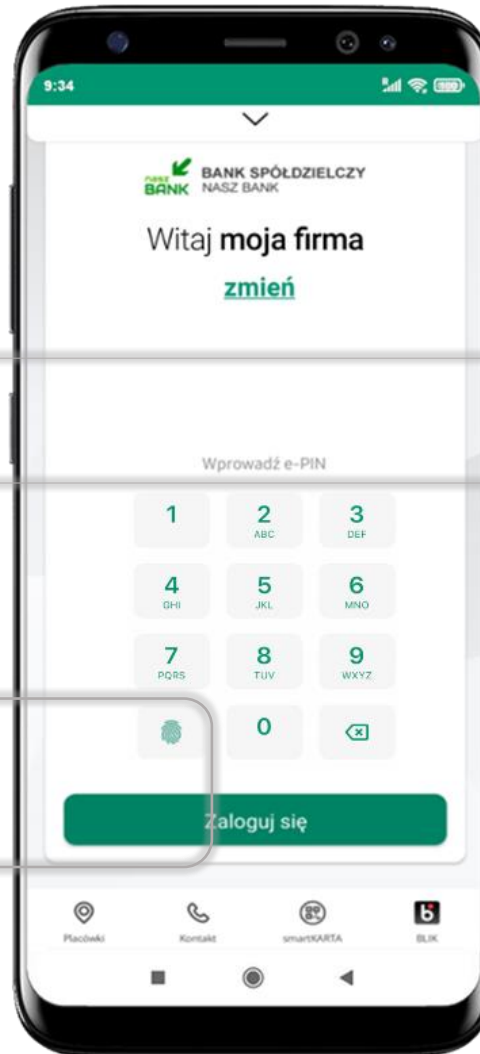 9:34
nasz BANK
BANK SPÓŁDZIELCZY
NASZ BANK
Witaj moja firma
zmień
Wprowadź e-PIN
1 2 3
ABC DEF
4 5 6
GHI JKL MNO
7 8 9
PQRS TUV WXYZ
0
Zaloguj się
Placówki Kontakt smartKARTA BLIK